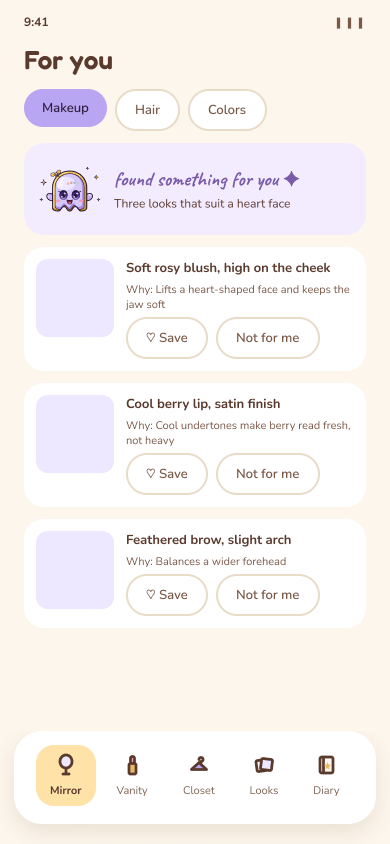 9:41
For you
Makeup
Hair
Colors
found something for you ✦
Three looks that suit a heart face
Soft rosy blush, high on the cheek
Why: Lifts a heart-shaped face and keeps the
jaw soft
♡ Save
Not for me
Cool berry lip, satin finish
Why: Cool undertones make berry read fresh,
not heavy
♡ Save
Not for me
Feathered brow, slight arch
Why: Balances a wider forehead
♡ Save
Not for me
Mirror
Vanity
Closet
Looks
Diary